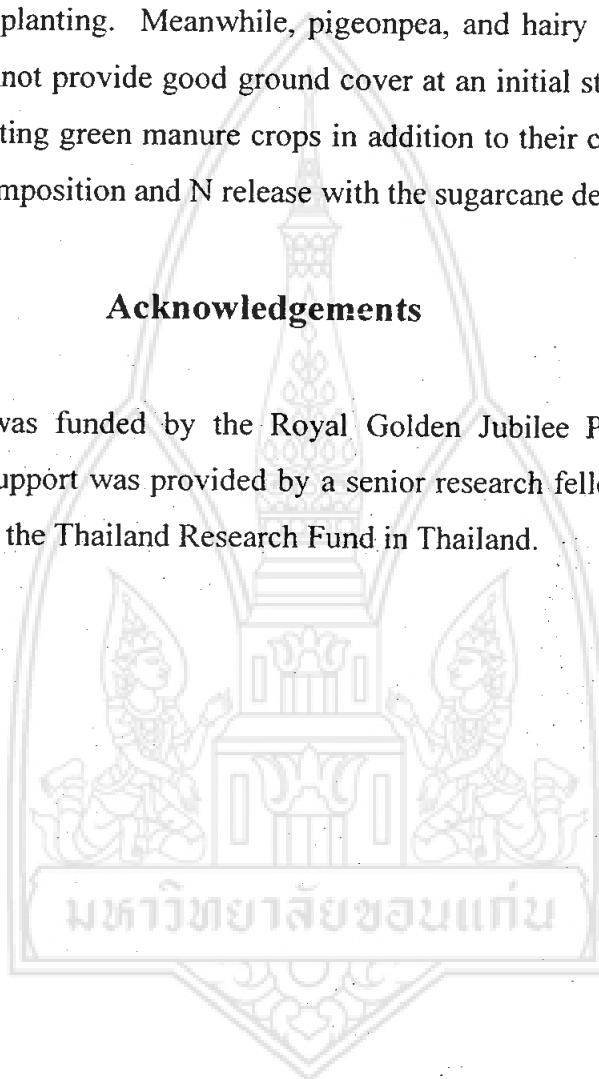 planting. Meanwhile, pigeonpea, and hairy
not provide good ground cover at an initial st
ting green manure crops in addition to their c
mposition and N release with the sugarcane de
Acknowledgements
was funded by the Royal Golden Jubilee P
upport was provided by a senior research fell
the Thailand Research Fund in Thailand.
มหาวิทยาลัยขอนแก่น